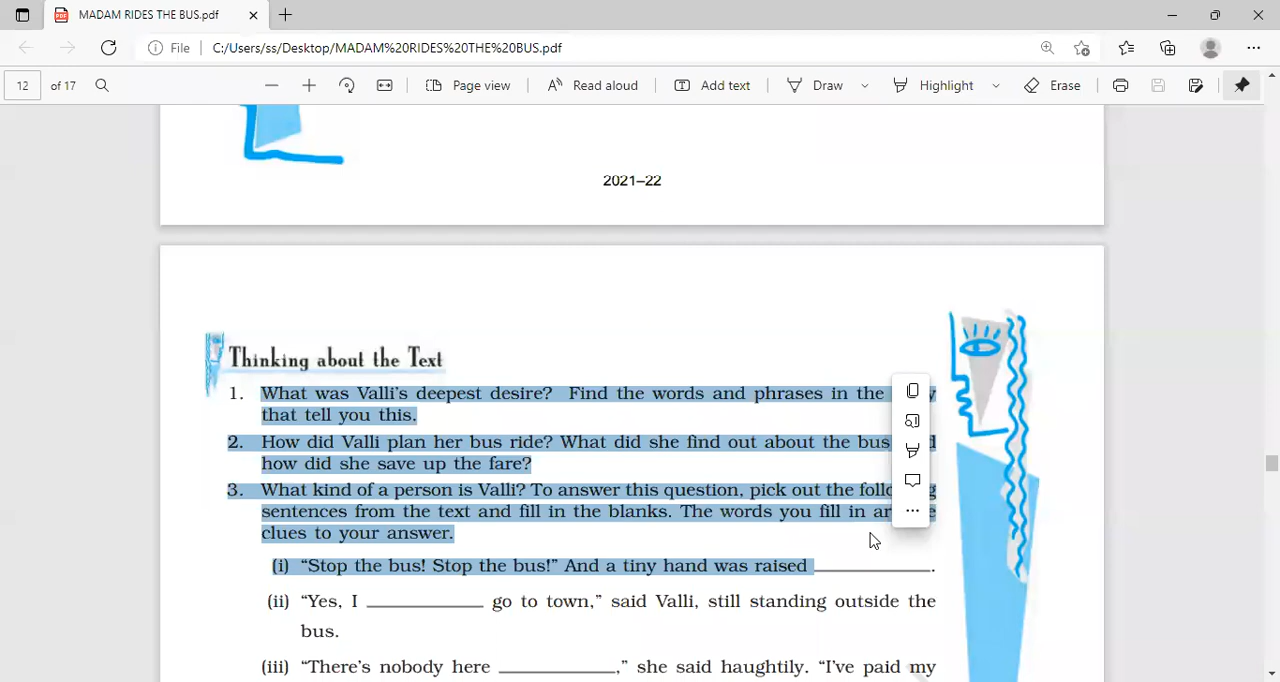 MADAM RIDES THE BUS.pdf
File C:/Users/ss/Desktop/MADAM%20RIDES%20THE%20BUS.pdf
12 of 17 Page view Read aloud Add text Draw Highlight Erase
2021–22
Thinking about the Text
1. What was Valli's deepest desire? Find the words and phrases in the
that tell you this.
2. How did Valli plan her bus ride? What did she find out about the bus
how did she save up the fare?
3. What kind of a person is Valli? To answer this question, pick out the
sentences from the text and fill in the blanks. The words you fill in
clues to your answer.
(i) “Stop the bus! Stop the bus!” And a tiny hand was raised ____________.
(ii) “Yes, I ____________ go to town,” said Valli, still standing outside the
bus.
(iii) “There's nobody here ____________,” she said haughtily. “I've paid my